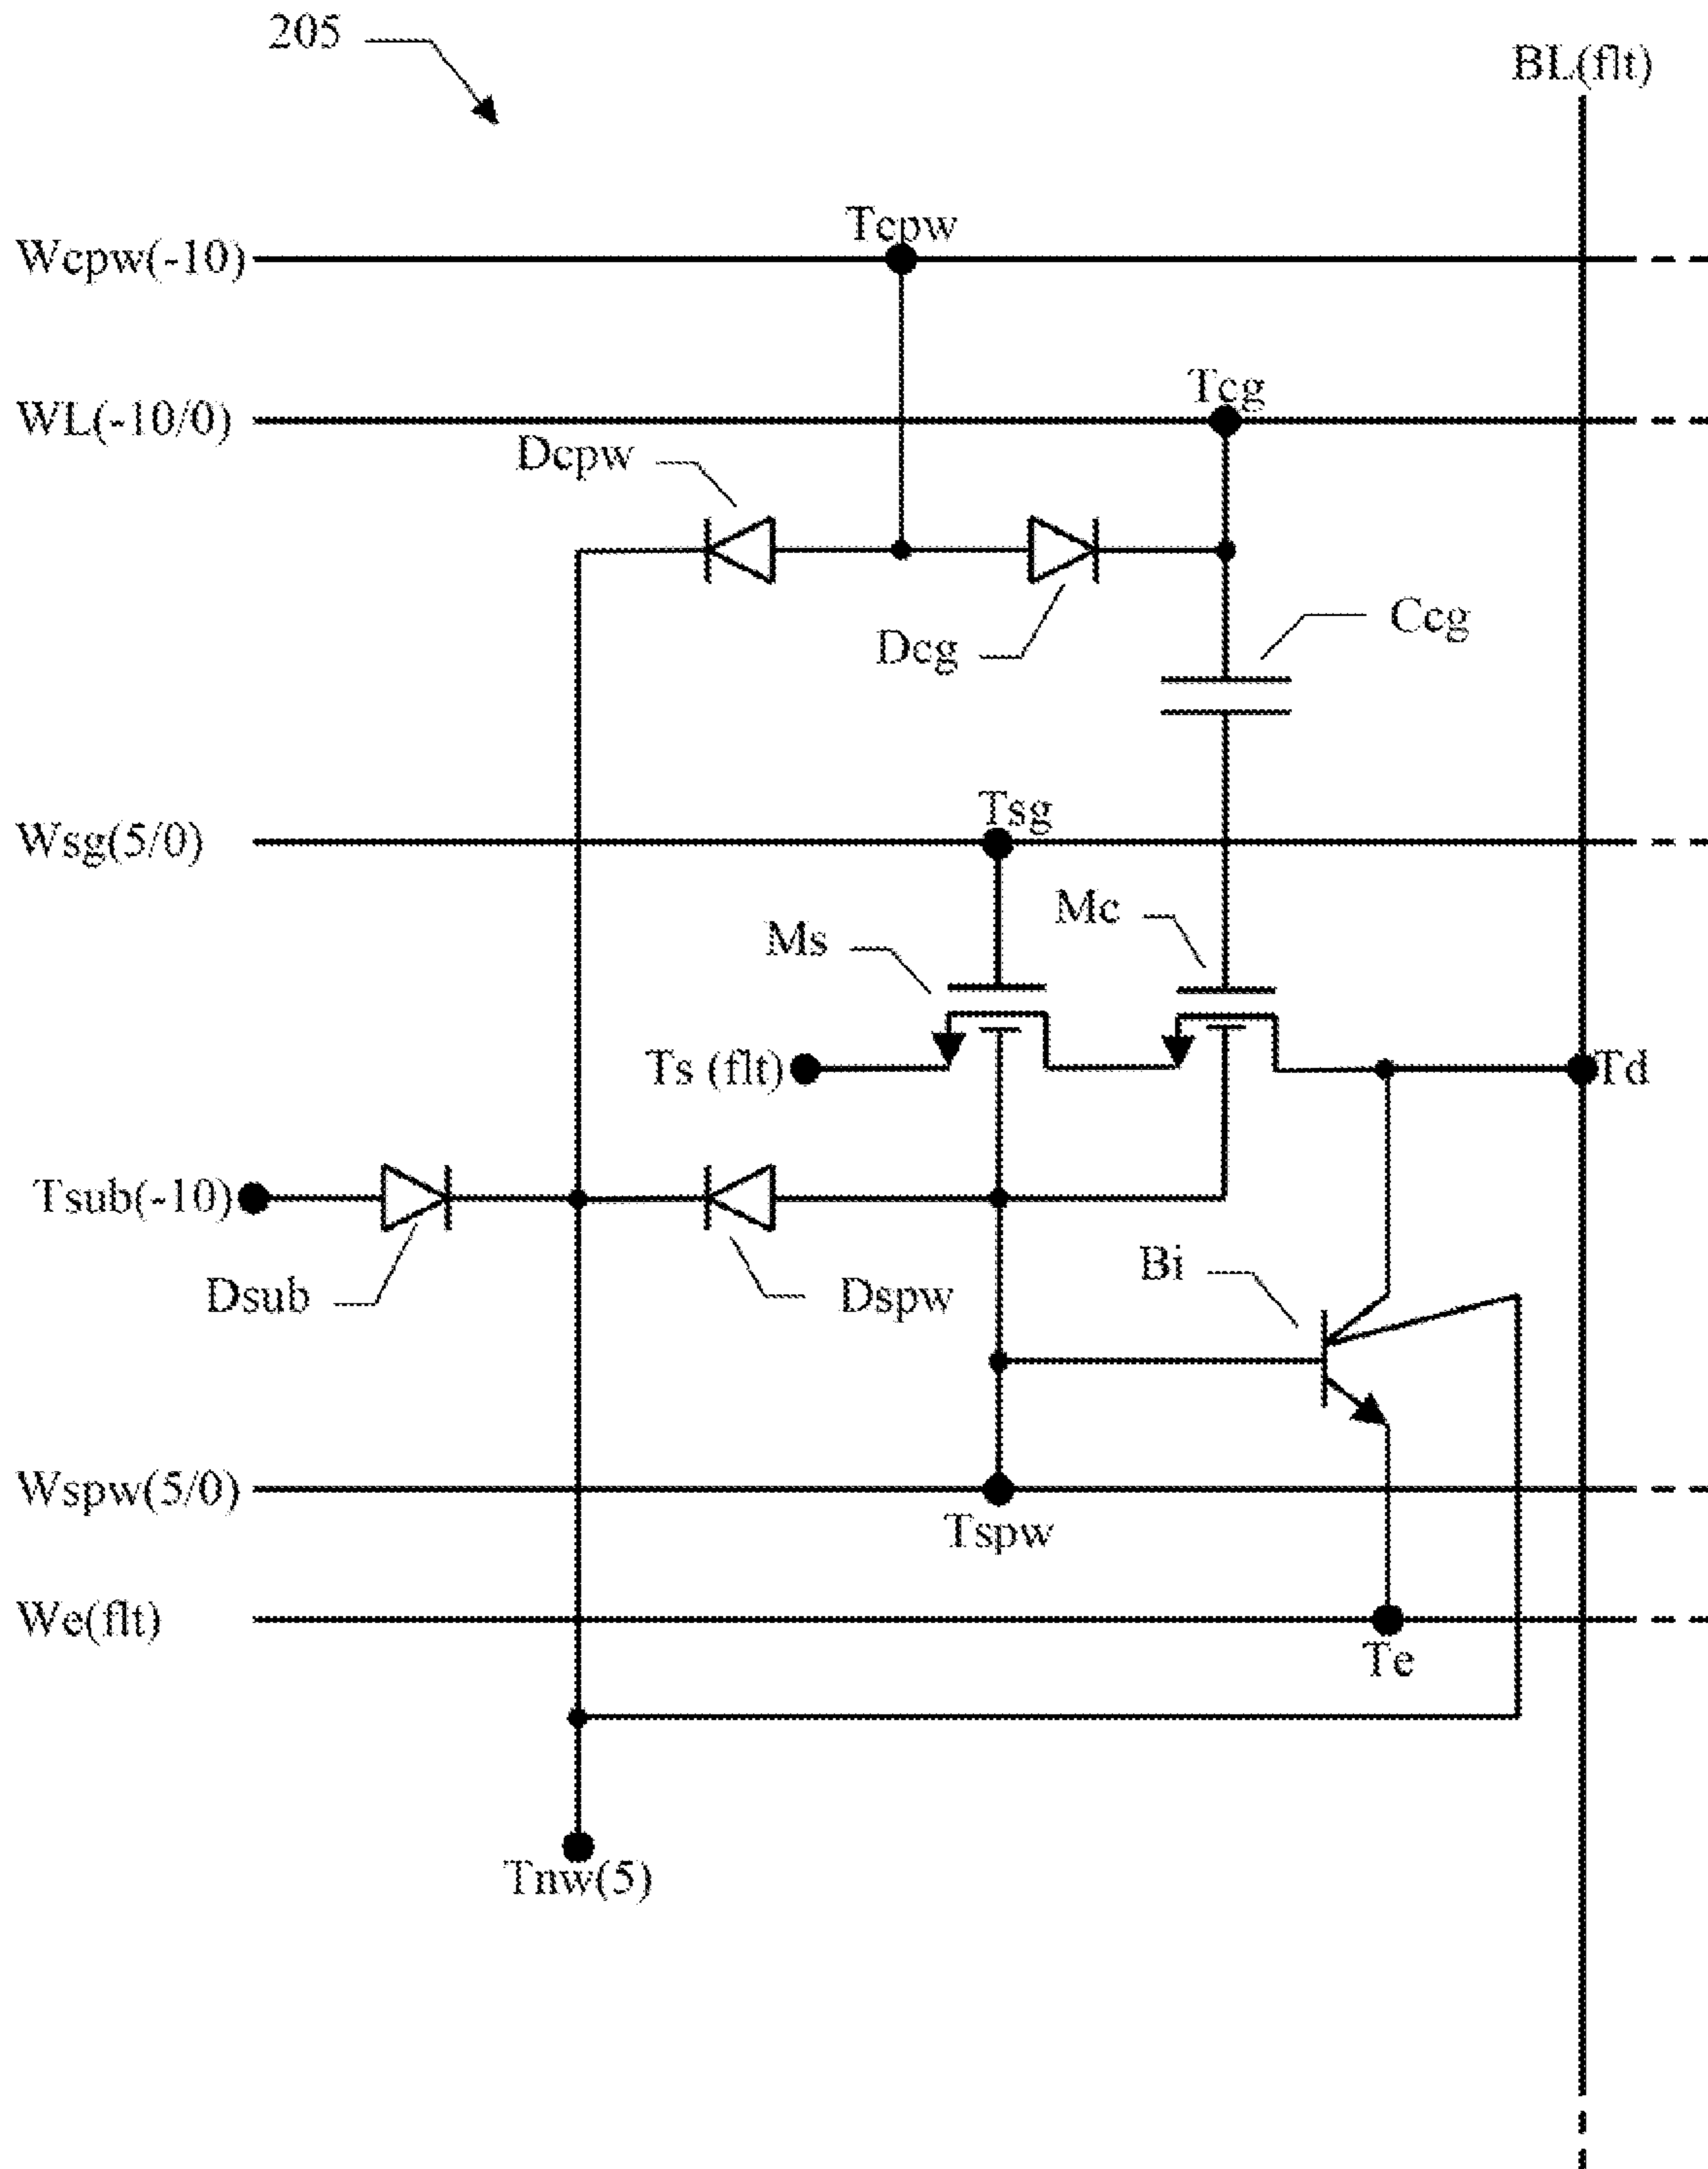 205
BL(flt)
Tcpw
Wcpw(-10)
Tcg
WL(-10/0)
Dcpw
Ccg
Dcg
Tsg
Wsg(5/0)
Mc
Ms
Ts (flt)
Td
Tsub(-10)
Bi
Dsub
Dspw
Wspw(5/0)
Tspw
We(flt)
Te
Tnw(5)